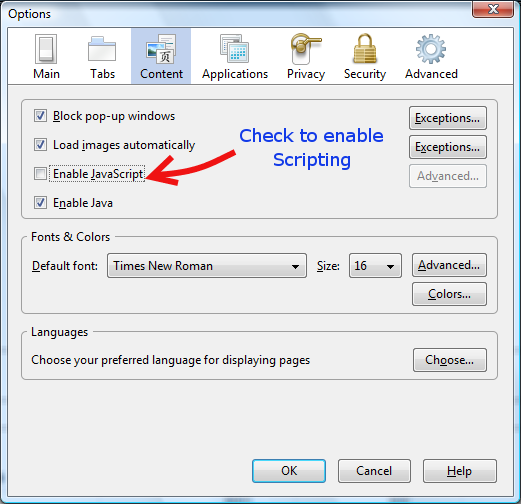 Options
Main Tabs Content Applications Privacy Security Advanced
Block pop-up windows Exceptions...
Load images automatically Exceptions...
Enable JavaScript Advanced...
Enable Java
Check to enable
Scripting
Fonts & Colors
Default font: Times New Roman Size: 16 Advanced...
Colors...
Languages
Choose your preferred language for displaying pages Choose...
OK Cancel Help